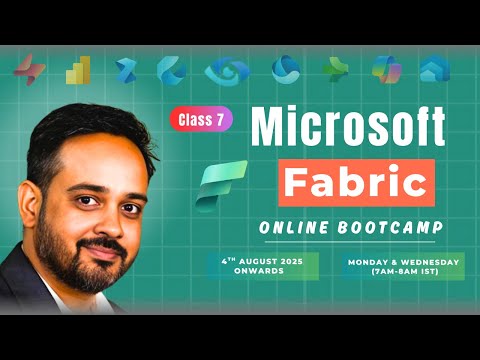 Class 7
Microsoft
Fabric
ONLINE BOOTCAMP
4TH AUGUST 2025
ONWARDS
MONDAY & WEDNESDAY
(7AM-8AM IST)